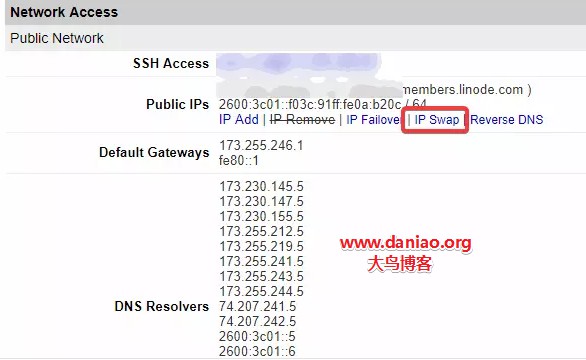 Network Access
Public Network
SSH Access
members.linode.com )
Public IPs
2600:3c01::f03c:91ff:fe0a:b20c / 64
IP Add | IP Remove | IP Failover | IP Swap | Reverse DNS
Default Gateways
173.255.246.1
fe80::1
DNS Resolvers
173.230.145.5
173.230.147.5
173.230.155.5
173.255.212.5
173.255.219.5
173.255.241.5
173.255.243.5
173.255.244.5
74.207.241.5
74.207.242.5
2600:3c01::5
2600:3c01::6
www.daniao.org
大鸟博客